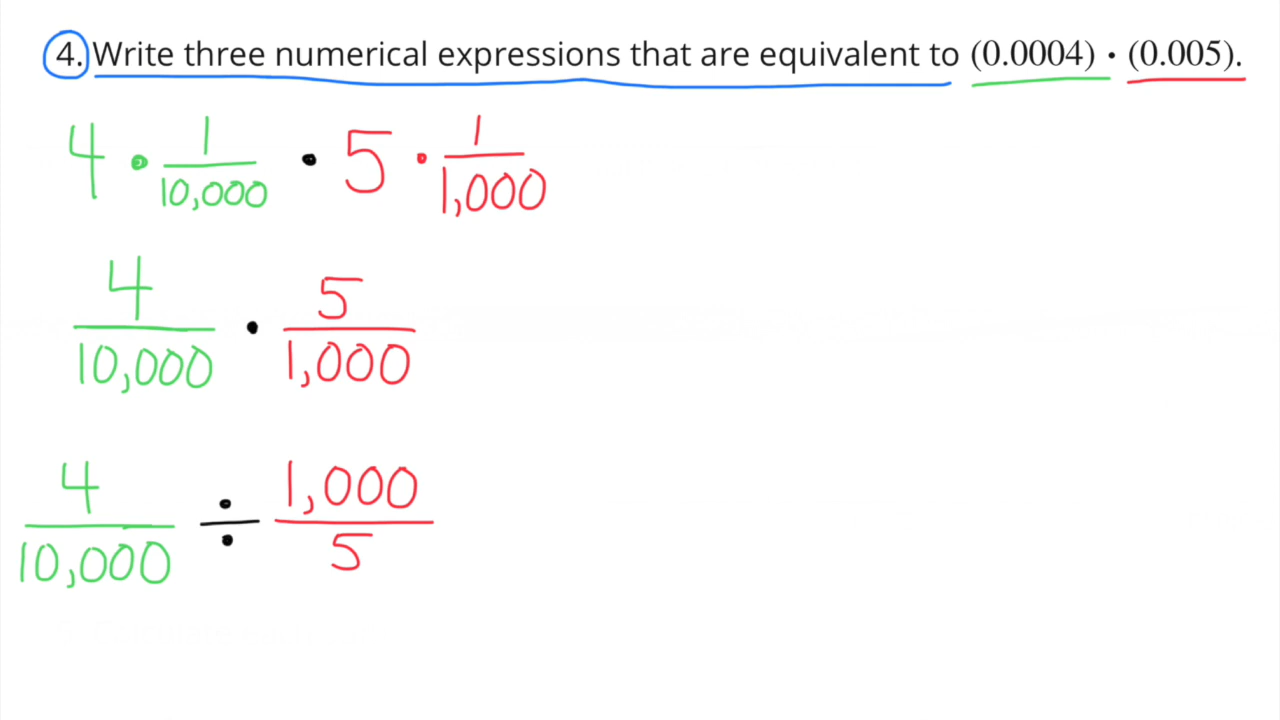 4. Write three numerical expressions that are equivalent to (0.0004) · (0.005).
4 · 1/10,000 · 5 · 1/1,000
4/10,000 · 5/1,000
4/10,000 ÷ 1,000/5